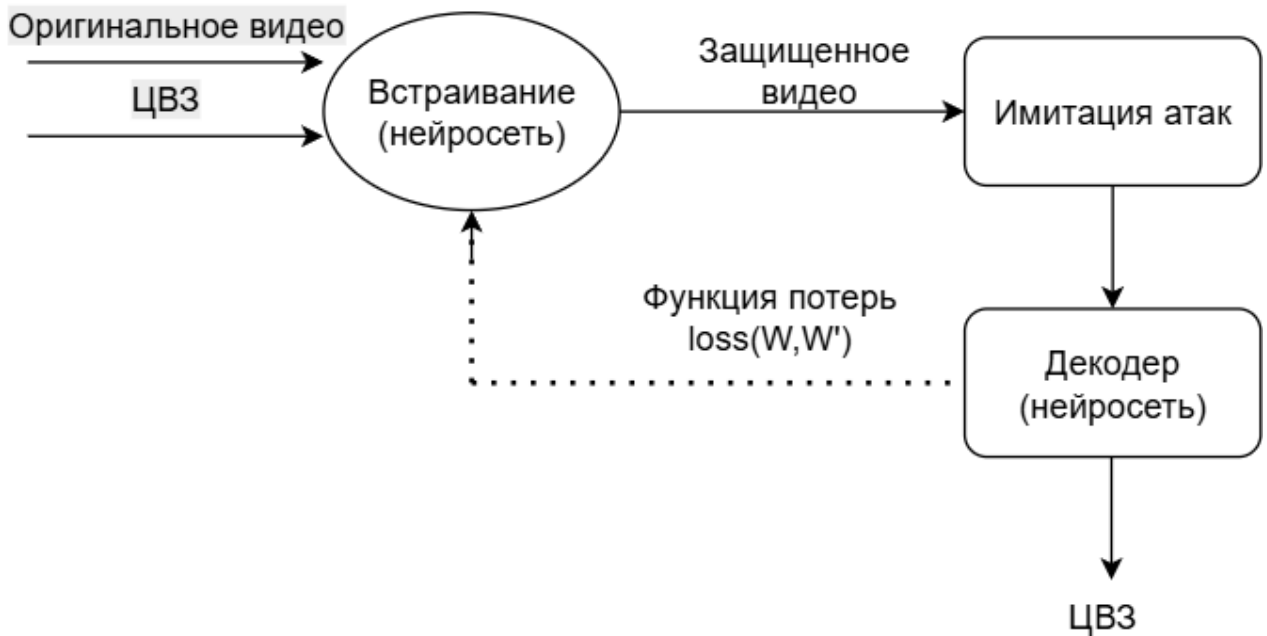 Оригинальное видео
ЦВЗ
Встраивание
(нейросеть)
Защищенное
видео
Имитация атак
Функция потерь
loss(W,W')
Декодер
(нейросеть)
ЦВЗ